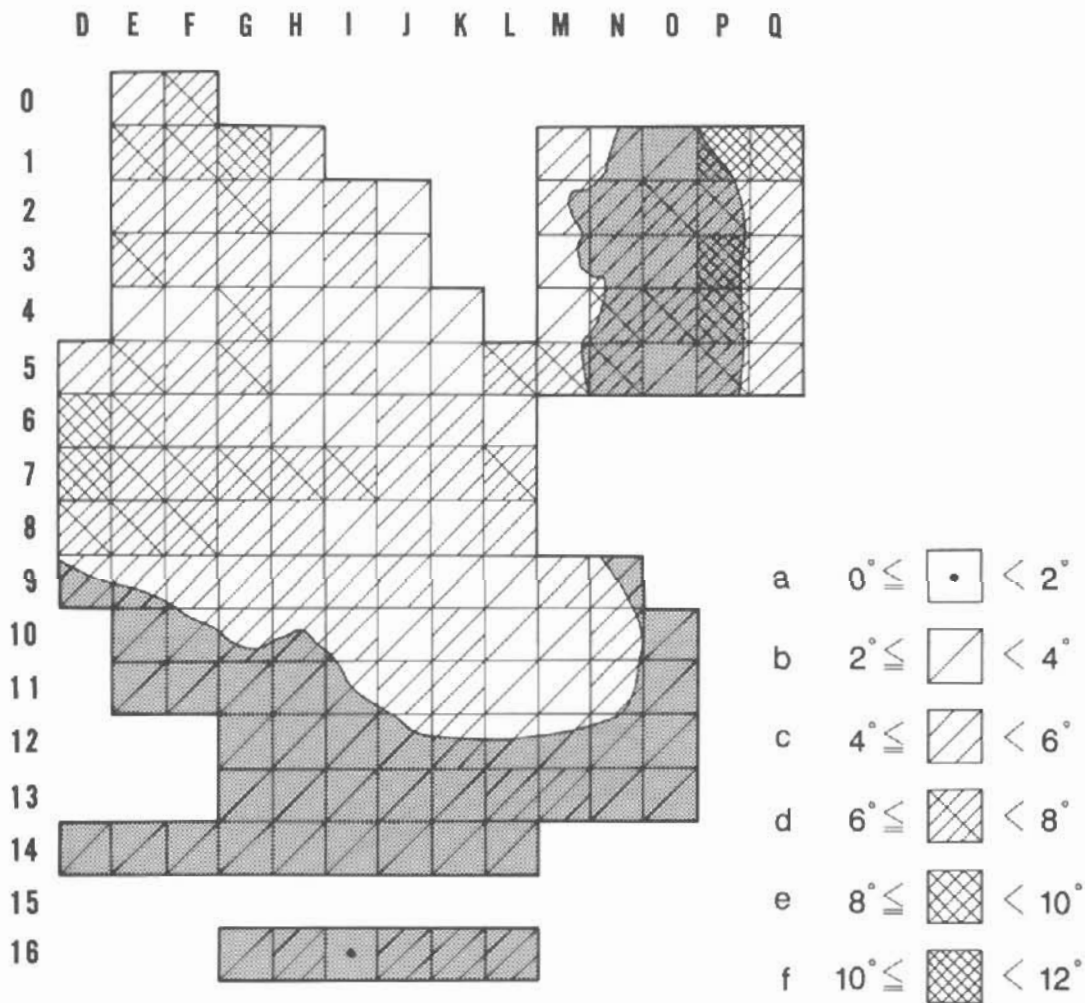 D E F G H I J K L M N O P Q
0
1
2
3
4
5
6
7
8
9
10
11
12
13
14
15
16
a 0° ≦ < 2°
b 2° ≦ < 4°
c 4° ≦ < 6°
d 6° ≦ < 8°
e 8° ≦ < 10°
f 10° ≦ < 12°